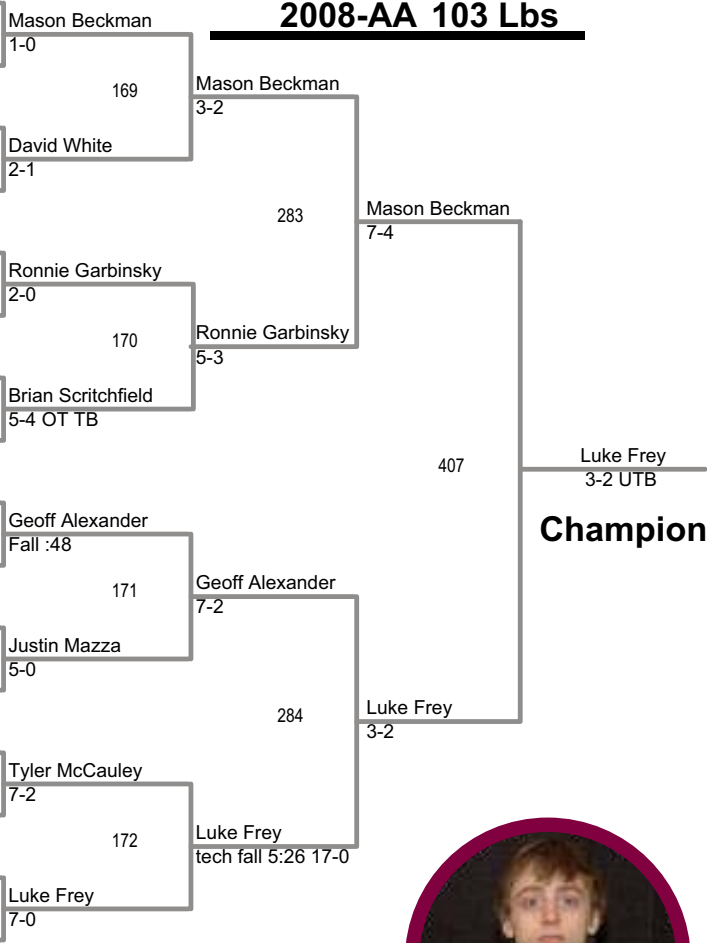 2008-AA 103 Lbs
Mason Beckman
1-0
169
Mason Beckman
3-2
David White
2-1
283
Mason Beckman
7-4
Ronnie Garbinsky
2-0
170
Ronnie Garbinsky
5-3
Brian Scritchfield
5-4 OT TB
407
Luke Frey
3-2 UTB
Champion
Geoff Alexander
Fall :48
171
Geoff Alexander
7-2
Justin Mazza
5-0
284
Luke Frey
3-2
Tyler McCauley
7-2
172
Luke Frey
tech fall 5:26 17-0
Luke Frey
7-0